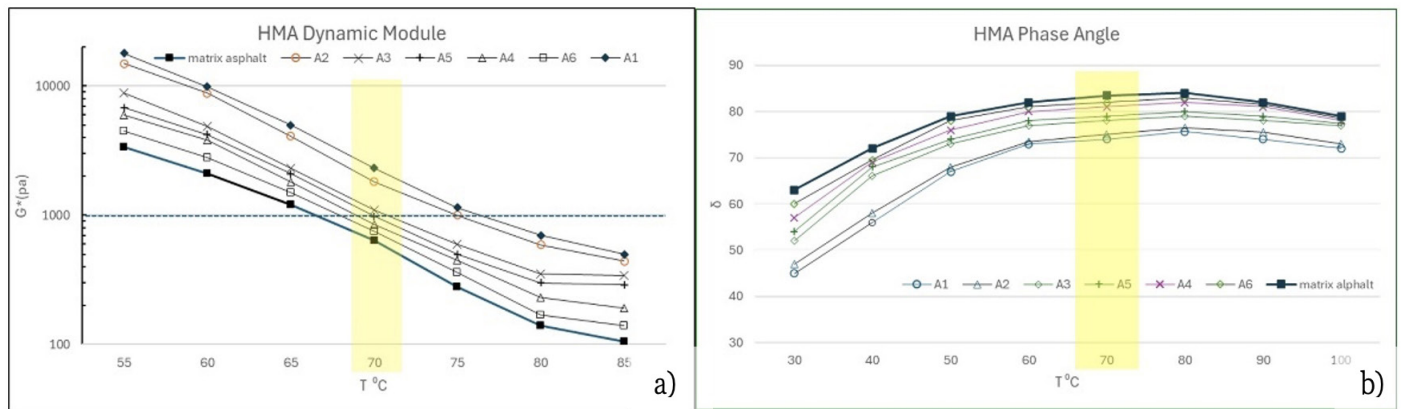 HMA Dynamic Module
matrix asphalt A2 A3 A5 A4 A6 A1
10000
1000
100
G*(pa)
55 60 65 70 75 80 85
T ⁰C
a)
HMA Phase Angle
90
80
70
60
50
40
30
δ
A1 A2 A3 A5 A4 A6 matrix alphalt
30 40 50 60 70 80 90 100
T ⁰C
b)